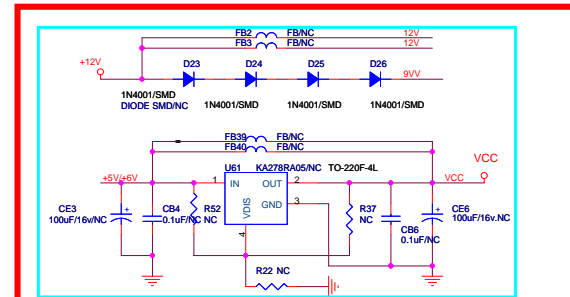 FB2 FB/NC 12V
FB3 FB/NC 12V
+12V D23 D24 D25 D26
9VV
1N4001/SMD
DIODE SMD/NC 1N4001/SMD 1N4001/SMD 1N4001/SMD
FB39 FB/NC
FB40 FB/NC
VCC
U61 KA278RA05/NC TO-220F-4L
+5V/+6V 1 IN OUT 2 VCC
GND 3
VDIS
4
CE3
100uF/16v/NC
CB4
0.1uF/NC
R52
NC
R37
NC
CB6
0.1uF/NC
CE6
100uF/16v.NC
R22 NC